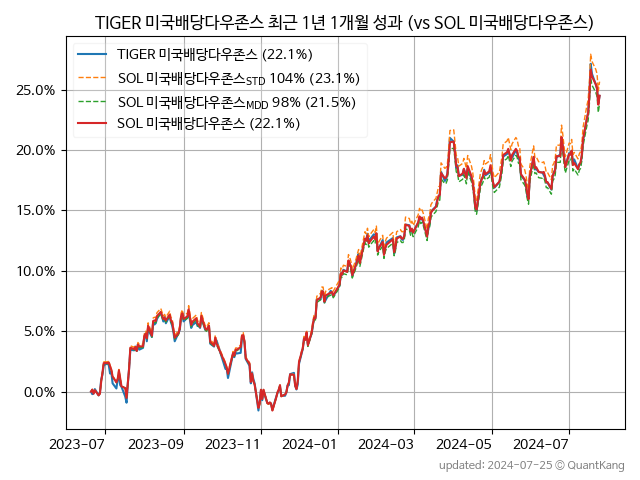 TIGER 미국배당다우존스 최근 1년 1개월 성과 (vs SOL 미국배당다우존스)
TIGER 미국배당다우존스 (22.1%)
SOL 미국배당다우존스STD 104% (23.1%)
SOL 미국배당다우존스MDD 98% (21.5%)
SOL 미국배당다우존스 (22.1%)
25.0%
20.0%
15.0%
10.0%
5.0%
0.0%
2023-07 2023-09 2023-11 2024-01 2024-03 2024-05 2024-07
updated: 2024-07-25 © QuantKang